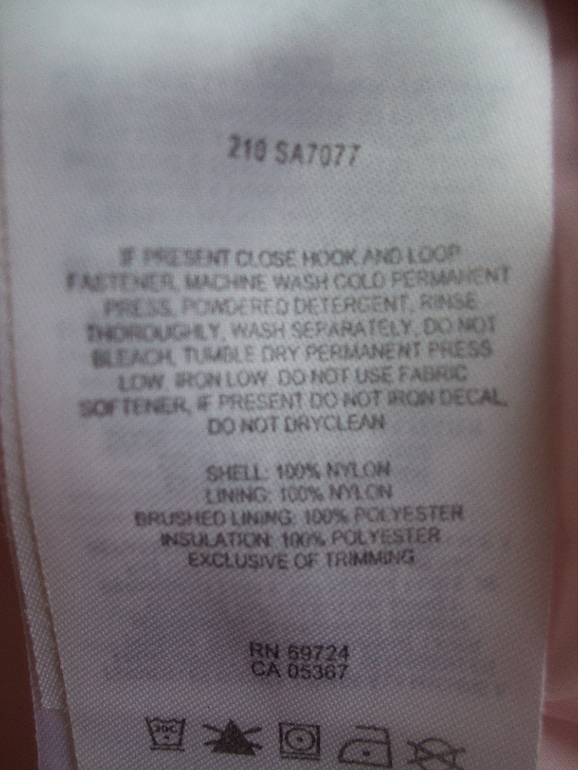 210 SA7077
IF PRESENT CLOSE HOOK AND LOOP
FASTENER, MACHINE WASH COLD PERMANENT
PRESS, POWDERED DETERGENT, RINSE
THOROUGHLY, WASH SEPARATELY, DO NOT
BLEACH, TUMBLE DRY PERMANENT PRESS
LOW, IRON LOW, DO NOT USE FABRIC
SOFTENER, IF PRESENT DO NOT IRON DECAL,
DO NOT DRYCLEAN
SHELL: 100% NYLON
LINING: 100% NYLON
BRUSHED LINING: 100% POLYESTER
INSULATION: 100% POLYESTER
EXCLUSIVE OF TRIMMING
RN 69724
CA 05367
30C